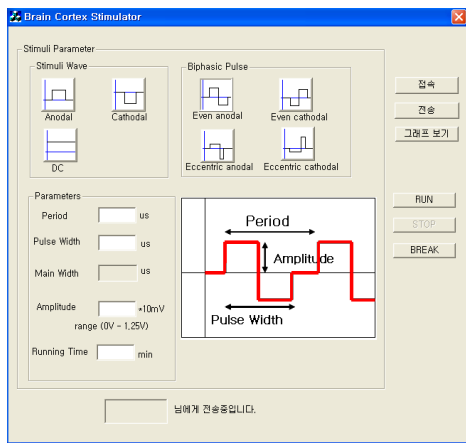 Brain Cortex Stimulator
Stimuli Parameter
Stimuli Wave
Anodal
Cathodal
DC
Biphasic Pulse
Even anodal
Even cathodal
Eccentric anodal
Eccentric cathodal
접속
전송
그래프 보기
RUN
STOP
BREAK
Parameters
Period us
Pulse Width us
Main Width us
Amplitude *10mV
range (0V - 1,25V)
Running Time min
Period
Amplitude
Pulse Width
님에게 전송중입니다.